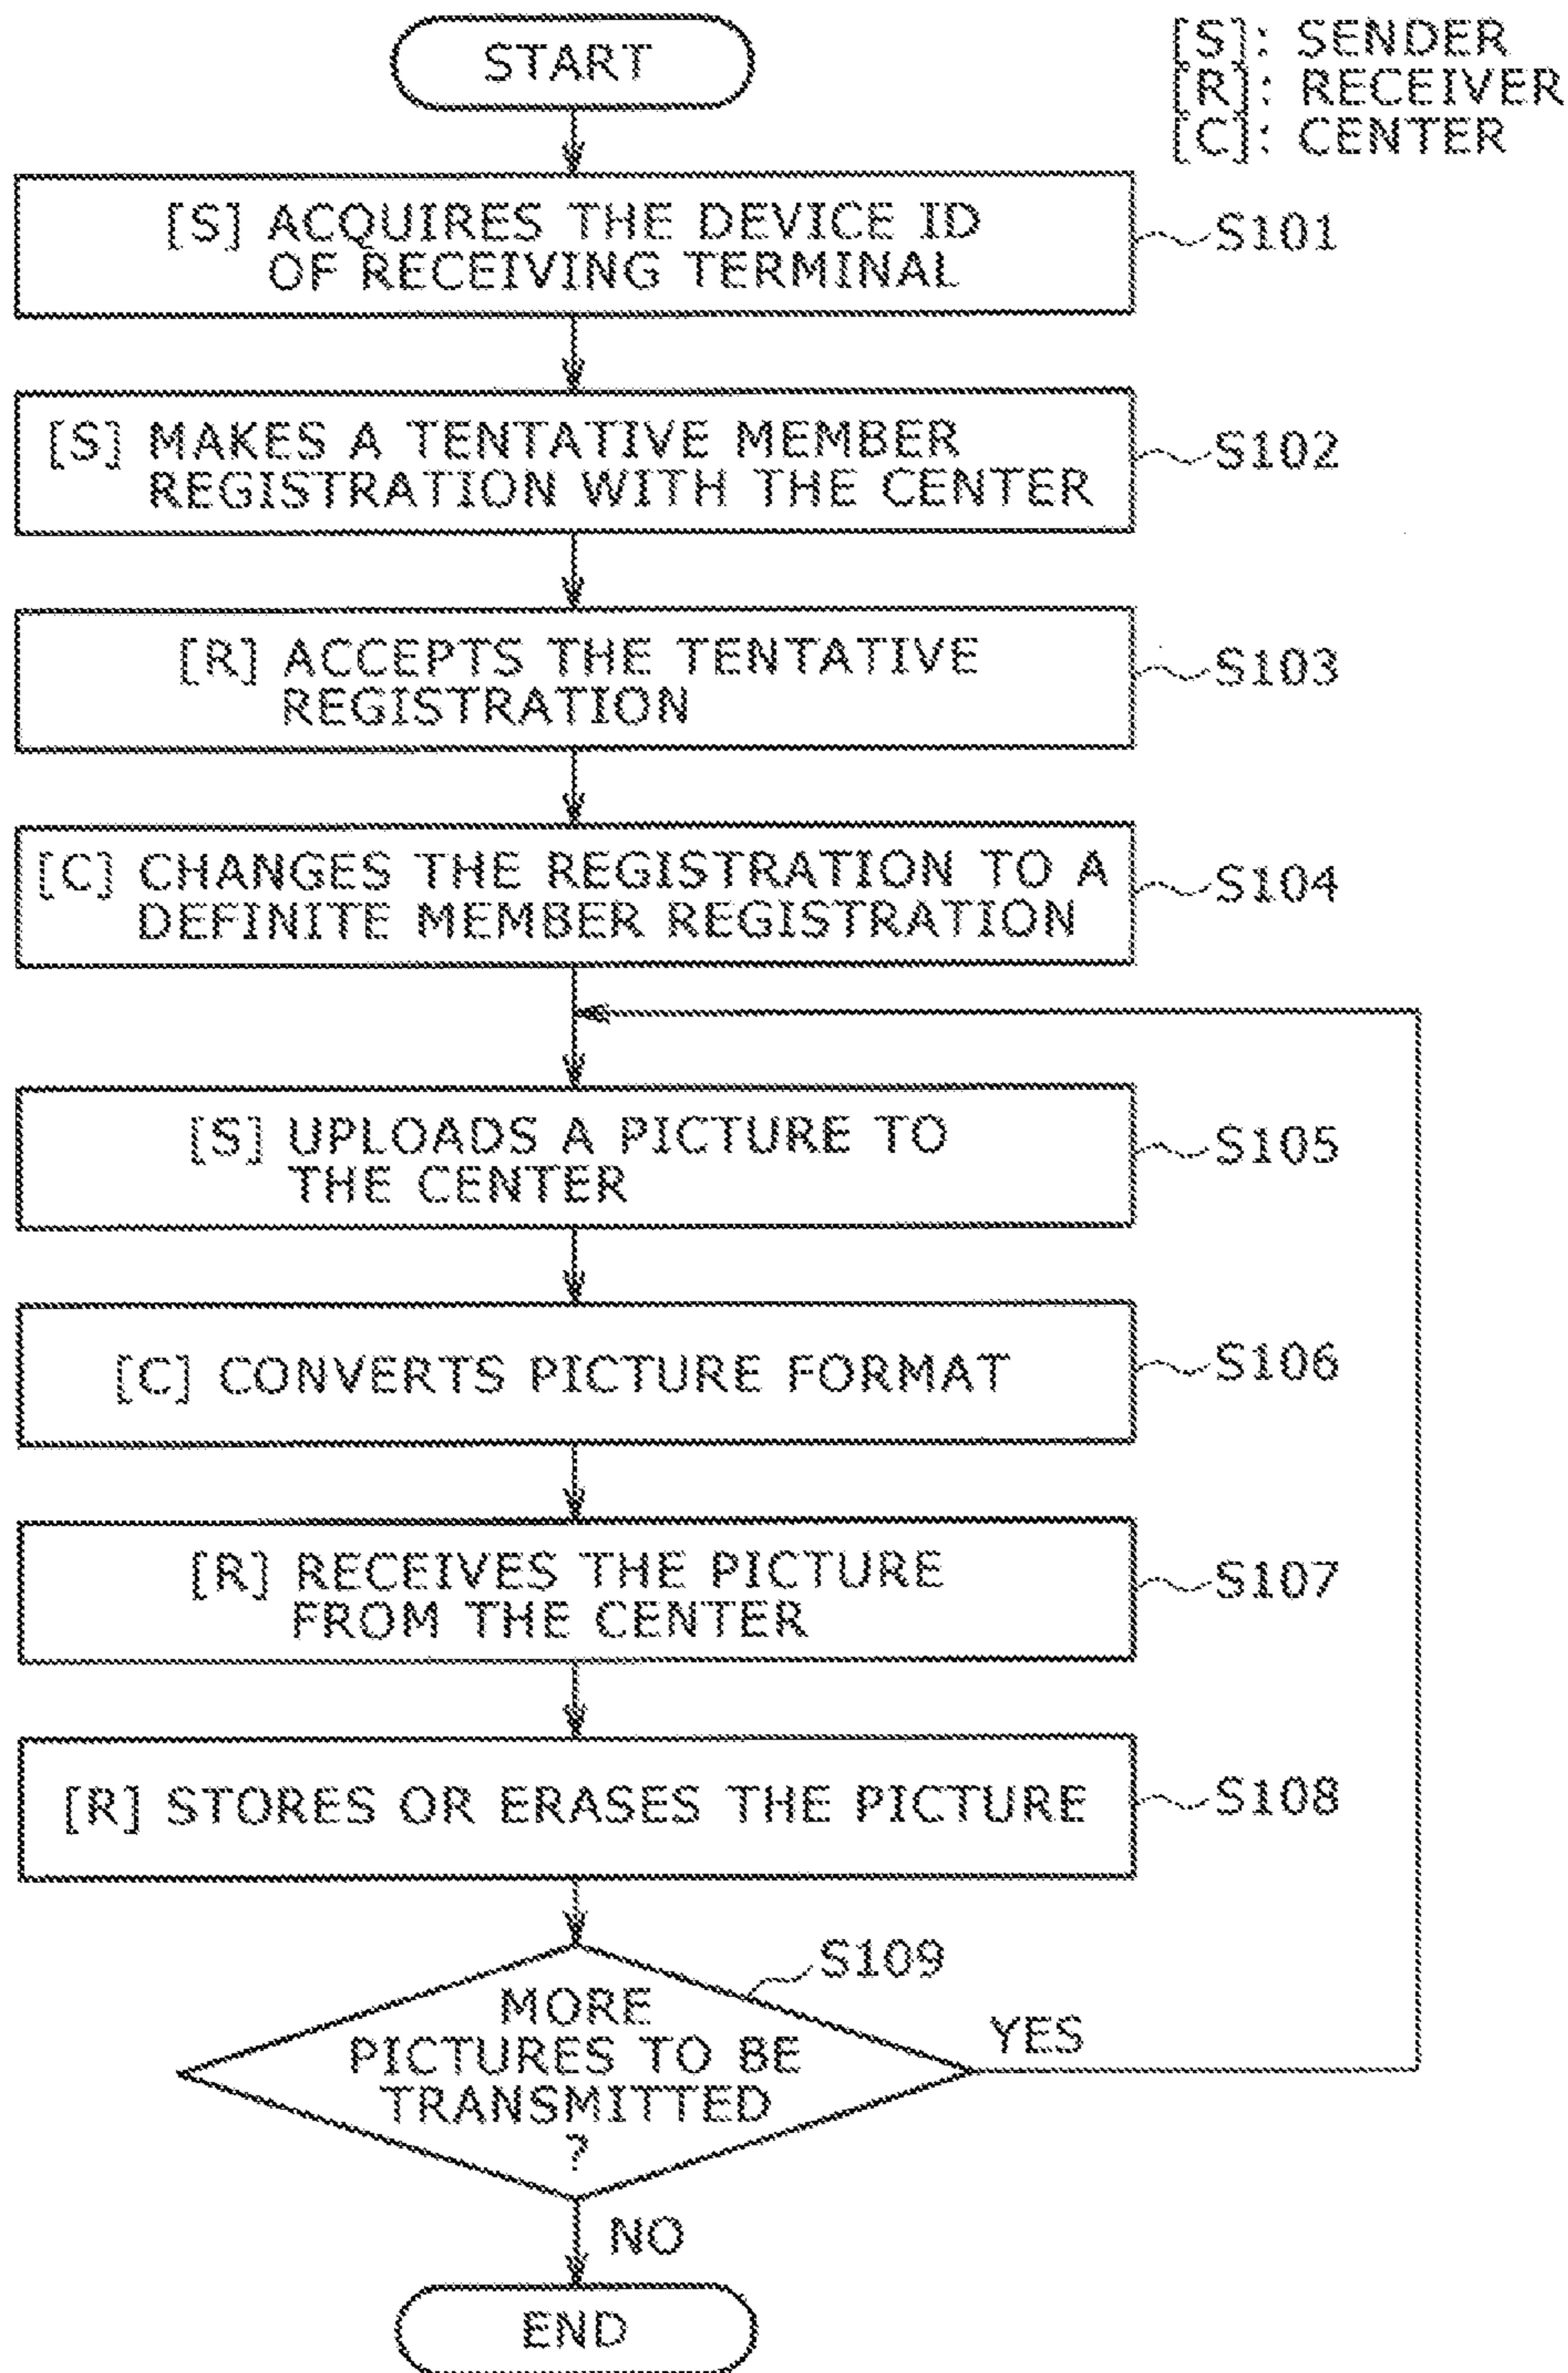 START
[S]: SENDER
[R]: RECEIVER
[C]: CENTER
[S] ACQUIRES THE DEVICE ID
OF RECEIVING TERMINAL
S101
[S] MAKES A TENTATIVE MEMBER
REGISTRATION WITH THE CENTER
S102
[R] ACCEPTS THE TENTATIVE
REGISTRATION
S103
[C] CHANGES THE REGISTRATION TO A
DEFINITE MEMBER REGISTRATION
S104
[S] UPLOADS A PICTURE TO
THE CENTER
S105
[C] CONVERTS PICTURE FORMAT
S106
[R] RECEIVES THE PICTURE
FROM THE CENTER
S107
[R] STORES OR ERASES THE PICTURE
S108
S109
MORE
PICTURES TO BE
TRANSMITTED
?
YES
NO
END